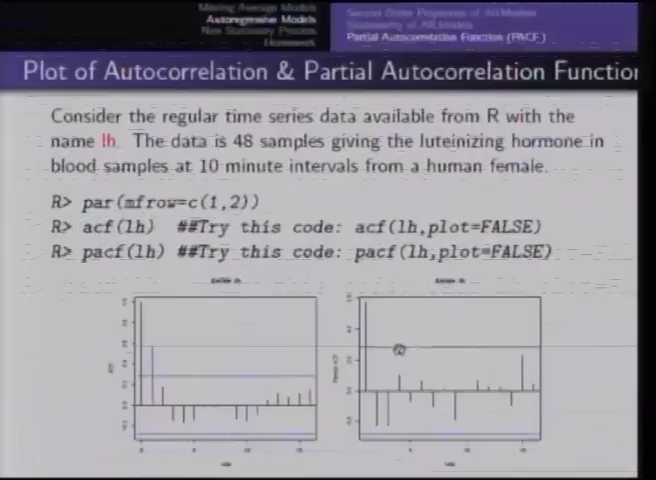 Moving Average Models
Autoregressive Models
Non Stationary Process
Homework
Second Order Properties of AR Models
Stationarity of AR Models
Partial Autocorrelation Function (PACF)
Plot of Autocorrelation & Partial Autocorrelation Function
Consider the regular time series data available from R with the
name lh. The data is 48 samples giving the luteinizing hormone in
blood samples at 10 minute intervals from a human female.
R> par(mfrow=c(1,2))
R> acf(lh) ##Try this code: acf(lh,plot=FALSE)
R> pacf(lh) ##Try this code: pacf(lh,plot=FALSE)